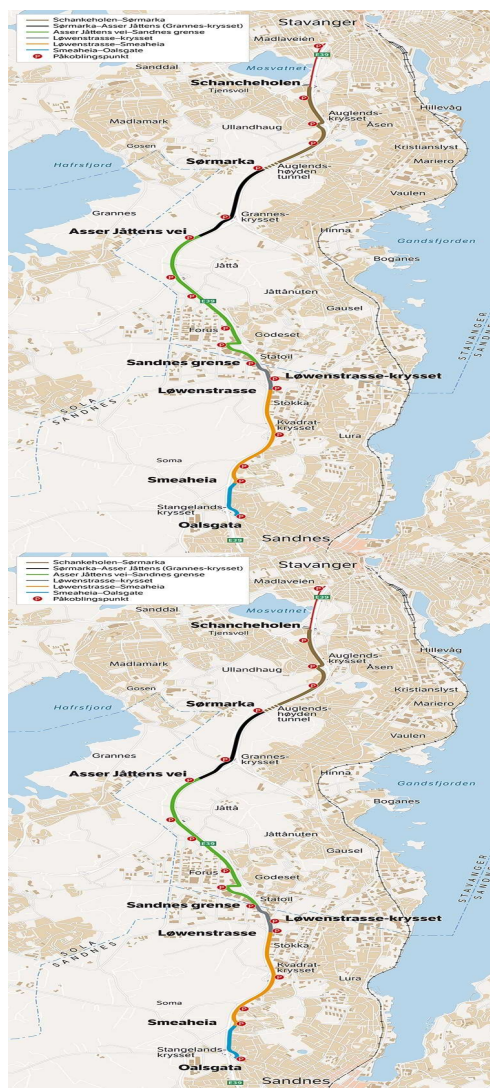 Schankeholen–Sørmarka
Sørmarka–Asser Jåttens (Grannes-krysset)
Asser Jåttens vei–Sandnes grense
Løwenstrasse–krysset
Løwenstrasse–Smeaheia
Smeaheia–Oalsgate
P Påkoblingspunkt
Stavanger
Madlaveien
E39
Mosvatnet
Sanddal
Schancheholen
Tjensvoll
Hillevåg
Madlamark
Auglends-
krysset
Åsen
Ullandhaug
Gosen
Kristianslyst
Mariero
Hafrsfjord
Sørmarka
Auglends-
høyden
tunnel
Vaulen
Grannes
Grannes-
krysset
Asser Jåttens vei
Hinna
Gandsfjorden
Boganes
Jåttå
Jåttånuten
E39
Gausel
Forus
Godeset
STAVANGER
SANDNES
Statoil
Sandnes grense
Løwenstrasse-krysset
Løwenstrasse
Stokka
SOLA
SANDNES
Kvadrat-
krysset
Lura
Soma
Smeaheia
Stangelands-
krysset
Oalsgata
Sandnes
E39
Schankeholen–Sørmarka
Sørmarka–Asser Jåttens (Grannes-krysset)
Asser Jåttens vei–Sandnes grense
Løwenstrasse–krysset
Løwenstrasse–Smeaheia
Smeaheia–Oalsgate
P Påkoblingspunkt
Stavanger
Madlaveien
E39
Mosvatnet
Sanddal
Schancheholen
Tjensvoll
Hillevåg
Madlamark
Auglends-
krysset
Åsen
Ullandhaug
Gosen
Kristianslyst
Mariero
Hafrsfjord
Sørmarka
Auglends-
høyden
tunnel
Vaulen
Grannes
Grannes-
krysset
Asser Jåttens vei
Hinna
Gandsfjorden
Boganes
Jåttå
Jåttånuten
E39
Gausel
Forus
Godeset
STAVANGER
SANDNES
Statoil
Sandnes grense
Løwenstrasse-krysset
Løwenstrasse
Stokka
SOLA
SANDNES
Kvadrat-
krysset
Lura
Soma
Smeaheia
Stangelands-
krysset
Oalsgata
Sandnes
E39